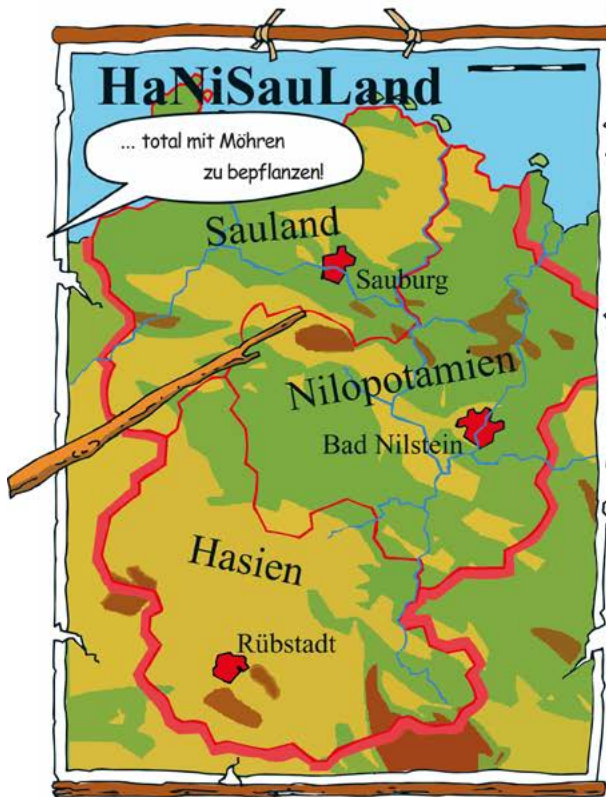 HaNiSauLand
... total mit Möhren
zu bepflanzen!
Sauland
Sauburg
Nilopotamien
Bad Nilstein
Hasien
Rübstadt